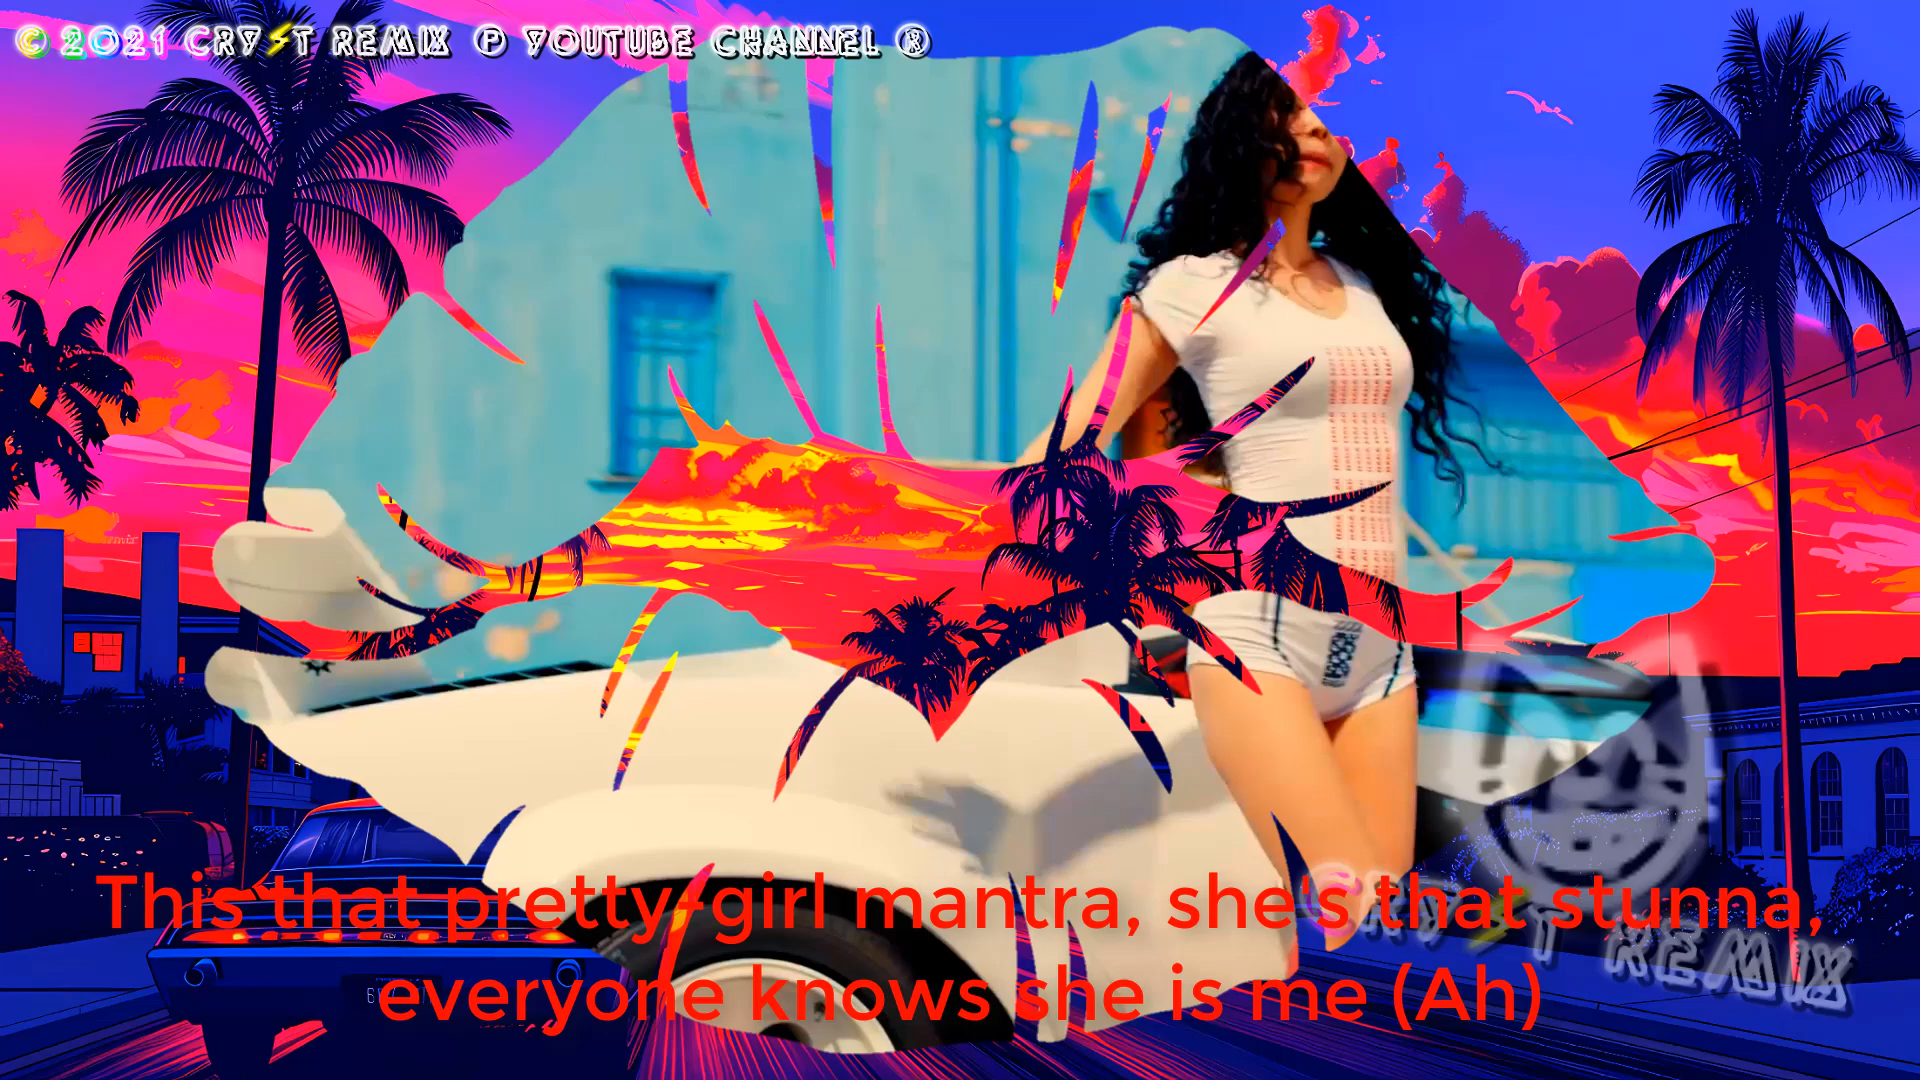 © 2021 CRY⚡T REMIX ℗ YOUTUBE CHANNEL ®
This that pretty-girl mantra, she's that stunna,
everyone knows she is me (Ah)
CRY⚡T REMIX